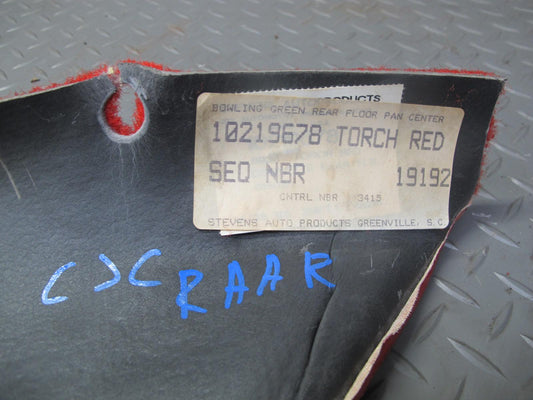 PRODUCTS
BOWLING GREEN REAR FLOOR PAN CENTER
10219678 TORCH RED
SEQ NBR 19192
CNTRL NBR 3415
STEVENS AUTO PRODUCTS GREENVILLE, S.C
RAAR